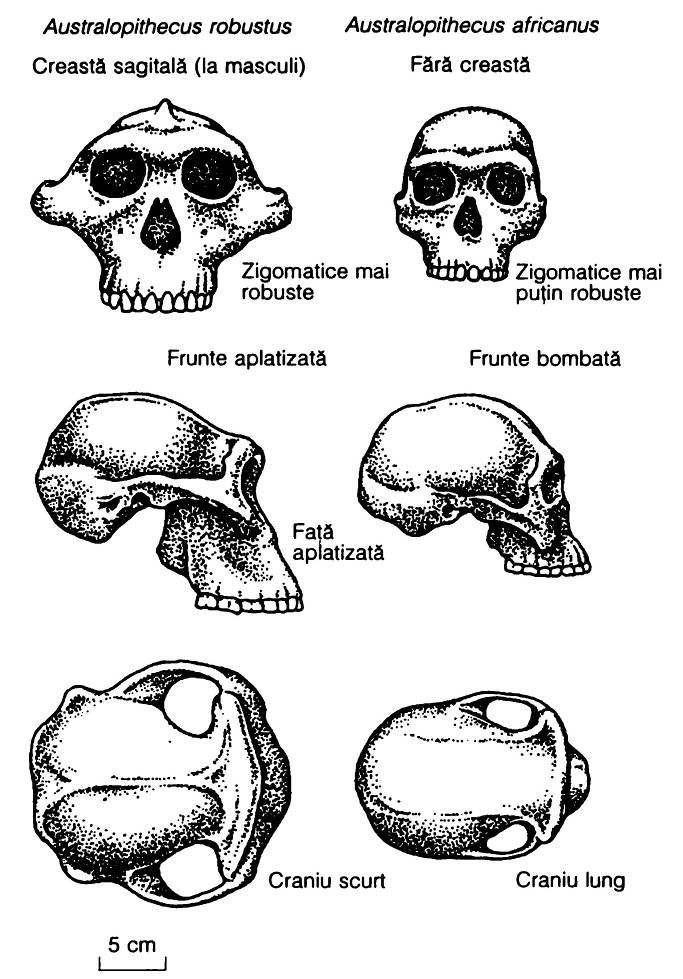 Australopithecus robustus
Australopithecus africanus
Creastă sagitală (la masculi)
Fără creastă
Zigomatice mai
robuste
Zigomatice mai
puțin robuste
Frunte aplatizată
Frunte bombată
Față
aplatizată
Craniu scurt
Craniu lung
5 cm